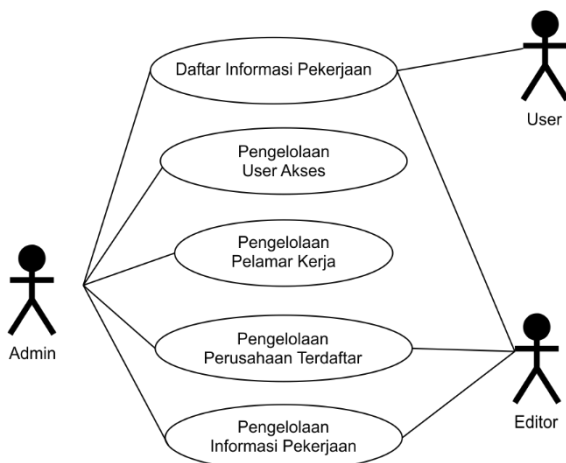 Daftar Informasi Pekerjaan
User
Pengelolaan
User Akses
Pengelolaan
Pelamar Kerja
Admin
Pengelolaan
Perusahaan Terdaftar
Editor
Pengelolaan
Informasi Pekerjaan